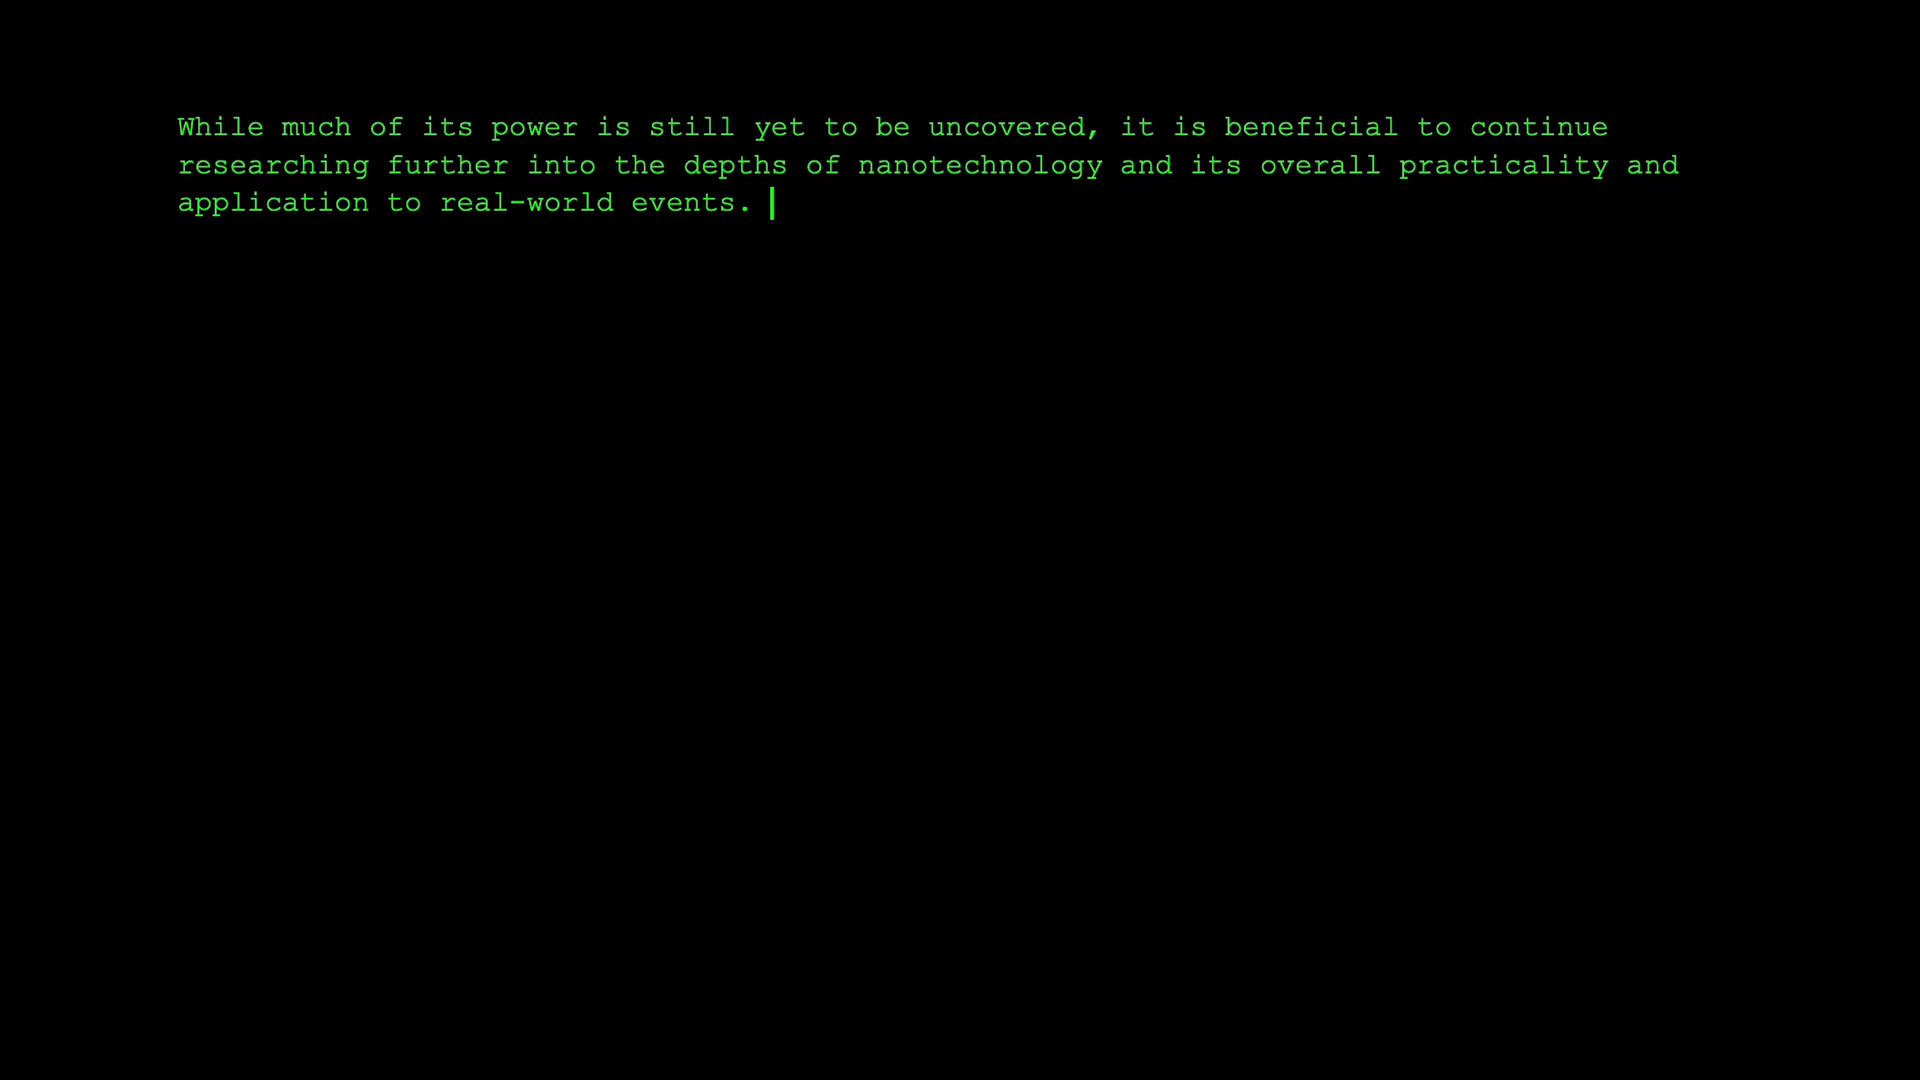 While much of its power is still yet to be uncovered, it is beneficial to continue
researching further into the depths of nanotechnology and its overall practicality and
application to real-world events.